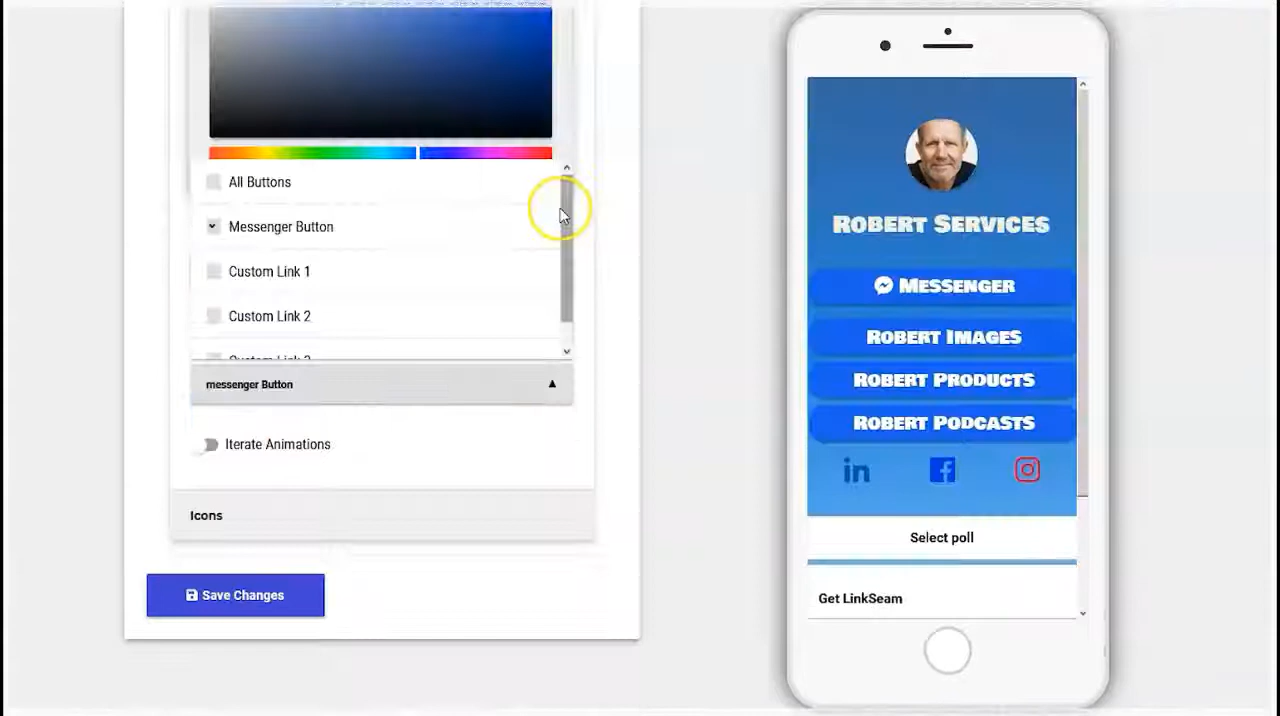 All Buttons
Messenger Button
Custom Link 1
Custom Link 2
messenger Button
Iterate Animations
Icons
Save Changes
Robert Services
Messenger
Robert Images
Robert Products
Robert Podcasts
in
f
Select poll
Get LinkSeam